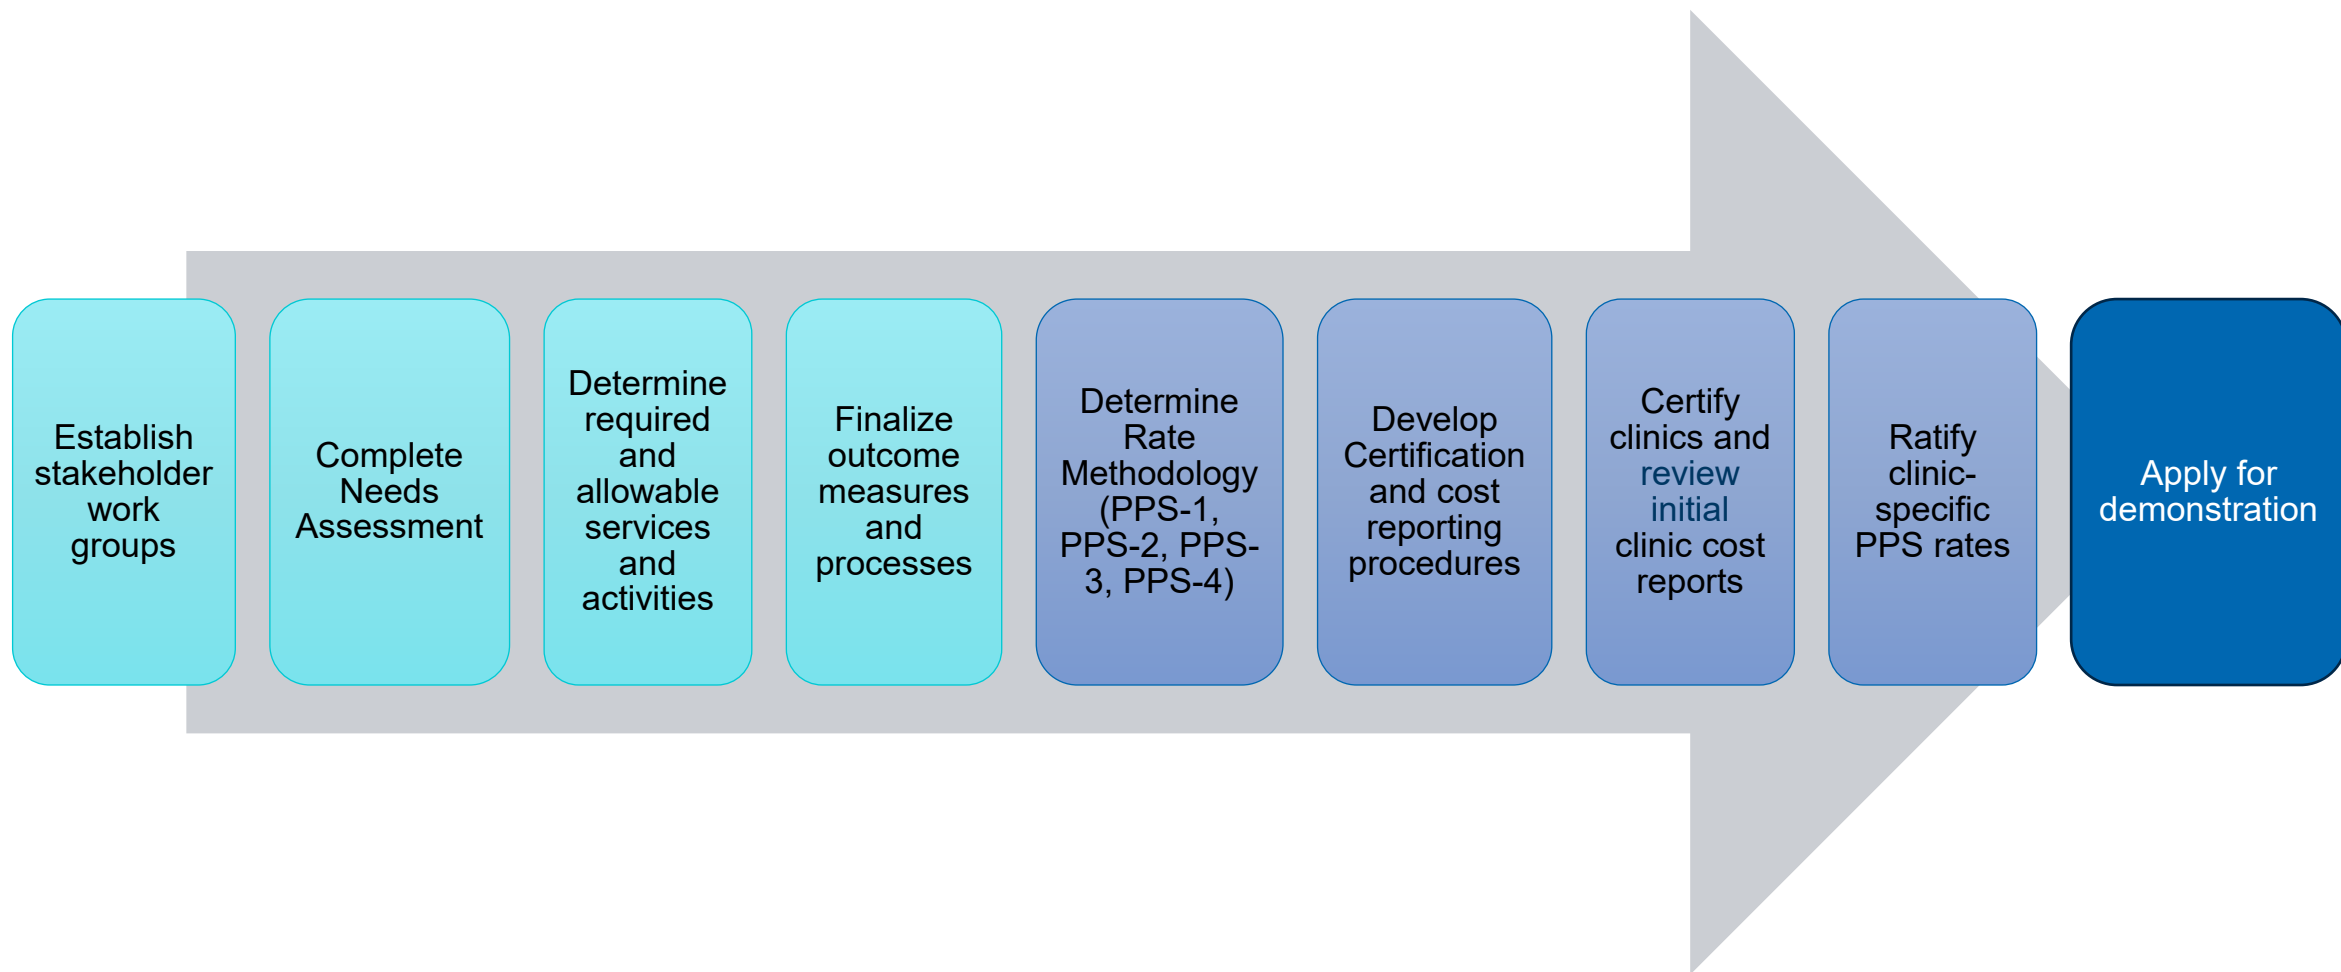 Establish
stakeholder
work
groups
Complete
Needs
Assessment
Determine
required
and
allowable
services
and
activities
Finalize
outcome
measures
and
processes
Determine
Rate
Methodology
(PPS-1,
PPS-2, PPS-
3, PPS-4)
Develop
Certification
and cost
reporting
procedures
Certify
clinics and
review
initial
clinic cost
reports
Ratify
clinic-
specific
PPS rates
Apply for
demonstration